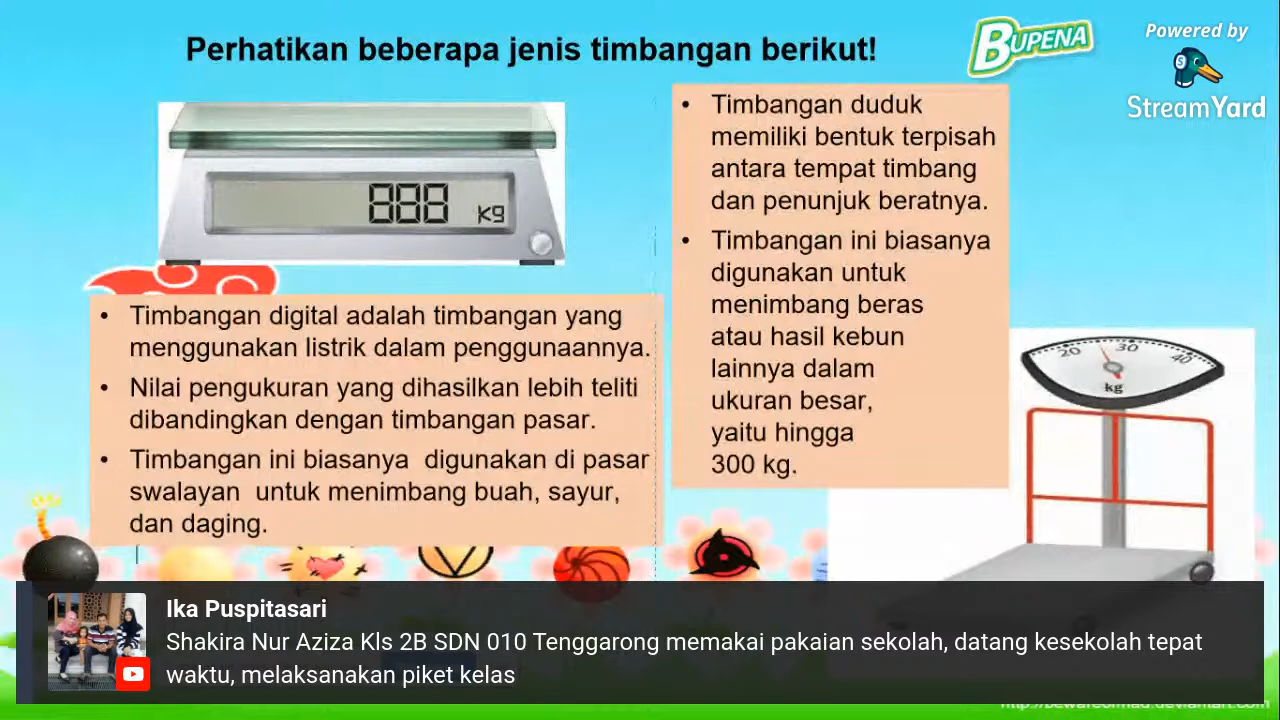 Perhatikan beberapa jenis timbangan berikut!
BUPENA
Powered by
StreamYard
888 kg
Timbangan digital adalah timbangan yang
menggunakan listrik dalam penggunaannya.
Nilai pengukuran yang dihasilkan lebih teliti
dibandingkan dengan timbangan pasar.
Timbangan ini biasanya digunakan di pasar
swalayan untuk menimbang buah, sayur,
dan daging.
Timbangan duduk
memiliki bentuk terpisah
antara tempat timbang
dan penunjuk beratnya.
Timbangan ini biasanya
digunakan untuk
menimbang beras
atau hasil kebun
lainnya dalam
ukuran besar,
yaitu hingga
300 kg.
20 30 40
kg
Ika Puspitasari
Shakira Nur Aziza Kls 2B SDN 010 Tenggarong memakai pakaian sekolah, datang kesekolah tepat
waktu, melaksanakan piket kelas